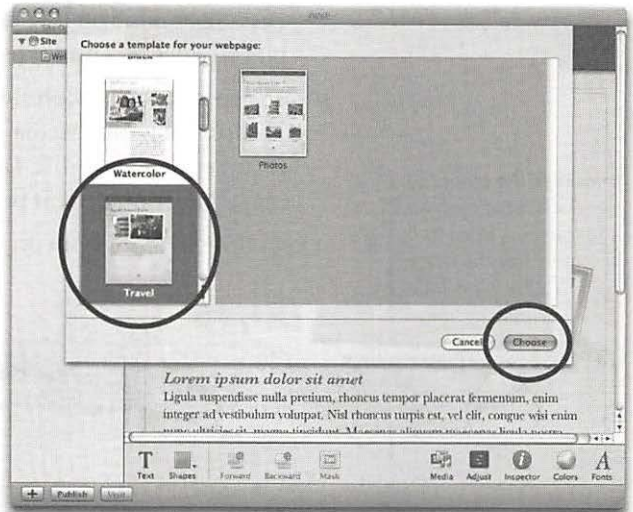 Site
Choose a template for your webpage:
Watercolor
Travel
Photos
Cancel
Choose
Lorem ipsum dolor sit amet
Ligula suspendisse nulla pretium, rhoncus tempor placerat fermentum, enim
integer ad vestibulum volutpat. Nisl rhoncus turpis est, vel elit, congue wisi enim
Text
Shapes
Forward
Backward
Mask
Media
Adjust
Inspector
Colors
Fonts
Publish
Visit